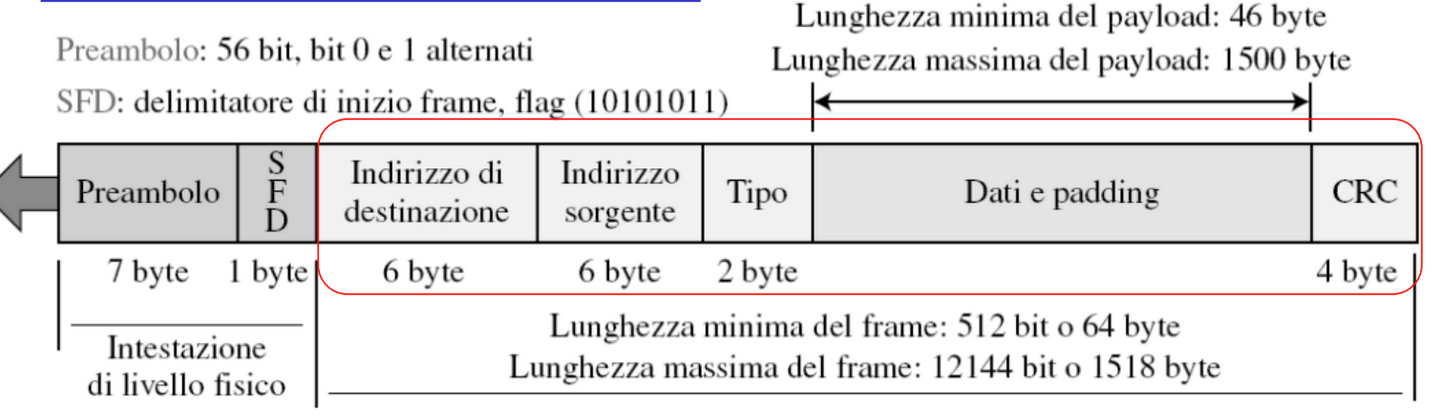 Lunghezza minima del payload: 46 byte
Preambolo: 56 bit, bit 0 e 1 alternati
Lunghezza massima del payload: 1500 byte
SFD: delimitatore di inizio frame, flag (10101011)
Preambolo
S
F
D
Indirizzo di
destinazione
Indirizzo
sorgente
Tipo
Dati e padding
CRC
7 byte
1 byte
6 byte
6 byte
2 byte
4 byte
Intestazione
di livello fisico
Lunghezza minima del frame: 512 bit o 64 byte
Lunghezza massima del frame: 12144 bit o 1518 byte